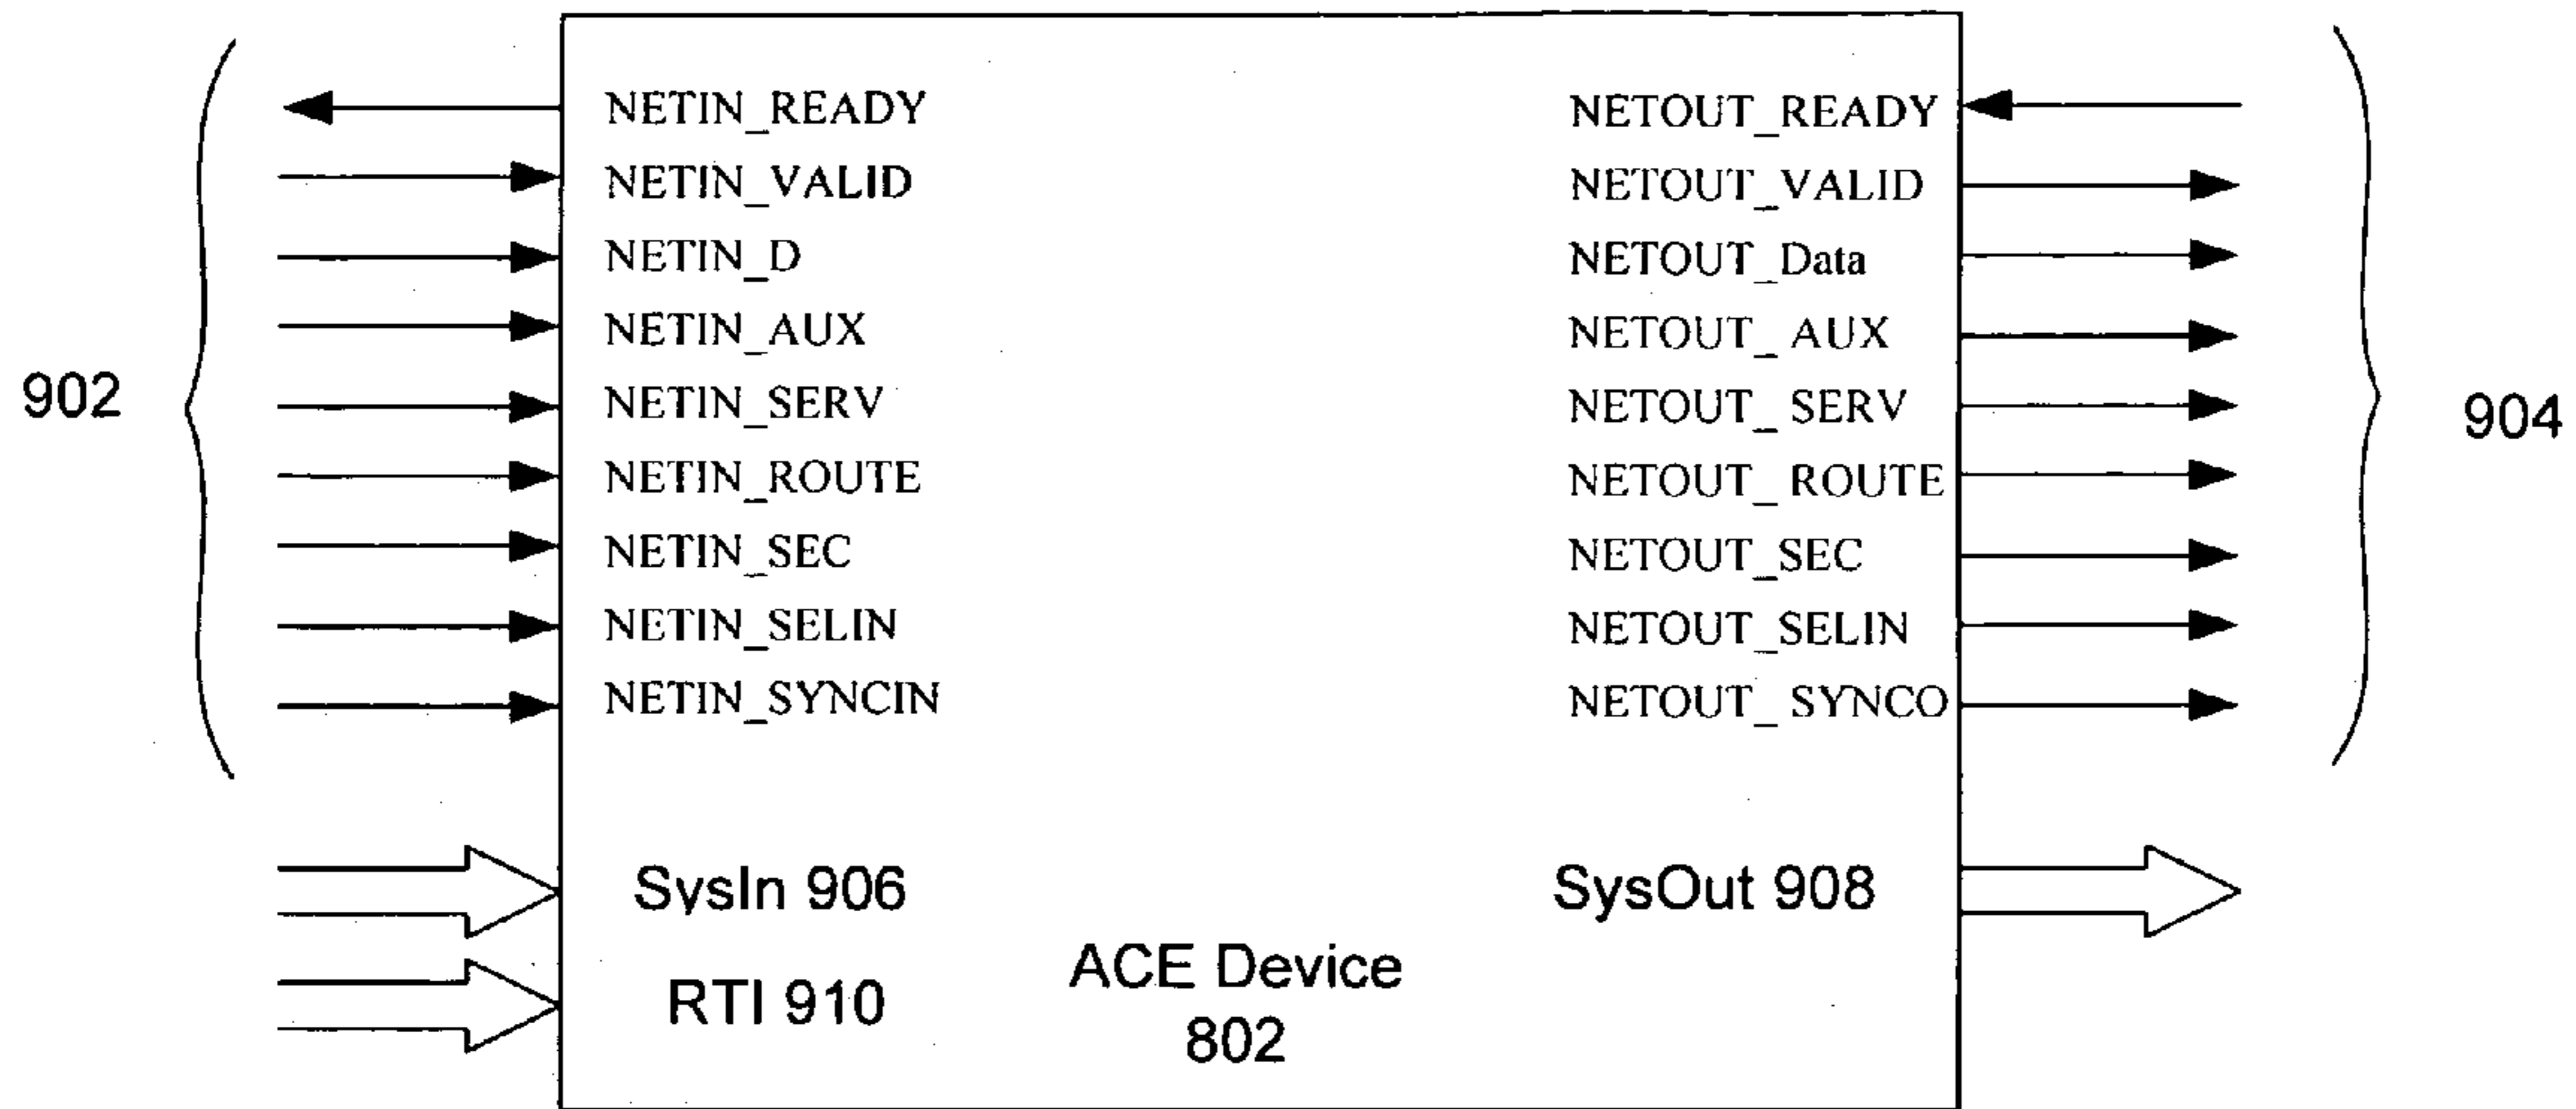 902
NETIN_READY
NETIN_VALID
NETIN_D
NETIN_AUX
NETIN_SERV
NETIN_ROUTE
NETIN_SEC
NETIN_SELIN
NETIN_SYNCIN
NETOUT_READY
NETOUT_VALID
NETOUT_Data
NETOUT_ AUX
NETOUT_ SERV
NETOUT_ ROUTE
NETOUT_SEC
NETOUT_SELIN
NETOUT_ SYNCO
904
SysIn 906
SysOut 908
RTI 910
ACE Device
802